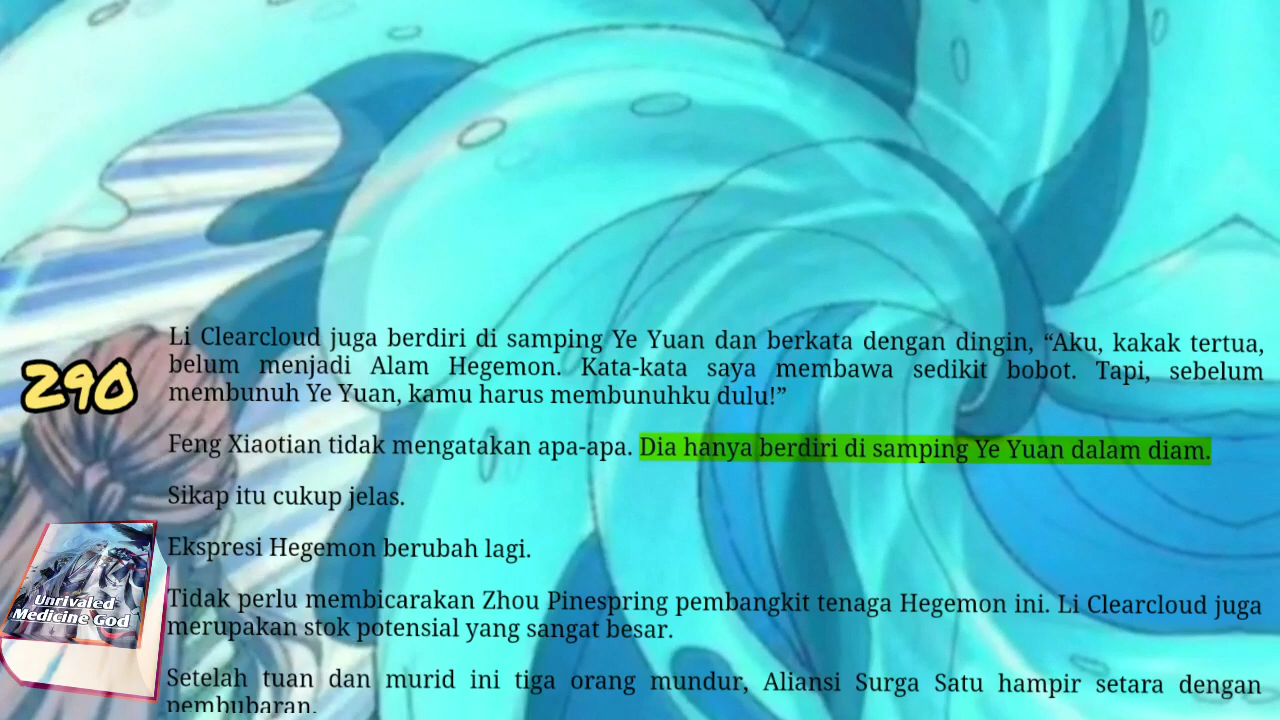 Li Clearcloud juga berdiri di samping Ye Yuan dan berkata dengan dingin, “Aku, kakak tertua,
belum menjadi Alam Hegemon. Kata-kata saya membawa sedikit bobot. Tapi, sebelum
membunuh Ye Yuan, kamu harus membunuhku dulu!”
290
Feng Xiaotian tidak mengatakan apa-apa. Dia hanya berdiri di samping Ye Yuan dalam diam.
Sikap itu cukup jelas.
Ekspresi Hegemon berubah lagi.
Tidak perlu membicarakan Zhou Pinespring pembangkit tenaga Hegemon ini. Li Clearcloud juga
merupakan stok potensial yang sangat besar.
Unrivaled
Medicine God
Setelah tuan dan murid ini tiga orang mundur, Aliansi Surga Satu hampir setara dengan
pembubaran.